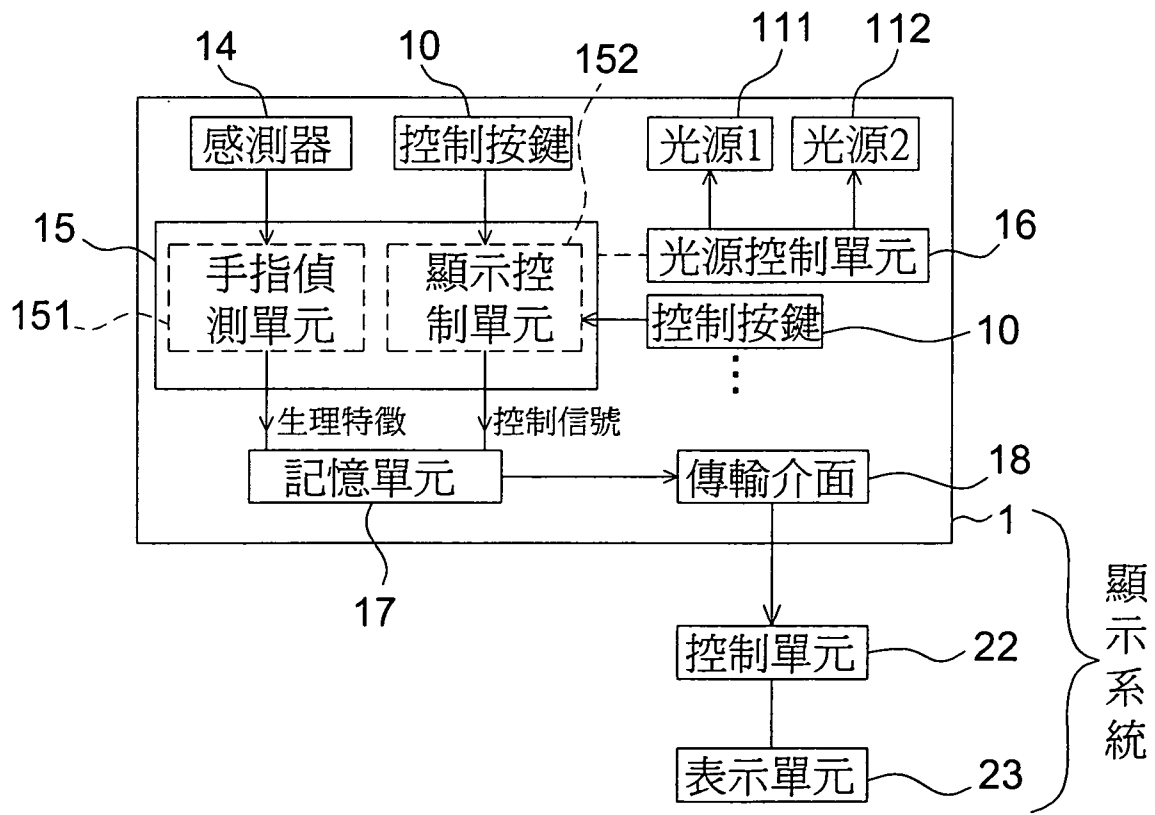 14
10
152
111
112
感測器
控制按鍵
光源1
光源2
15
手指偵
測單元
顯示控
制單元
光源控制單元
16
151
控制按鍵
10
生理特徵
控制信號
記憶單元
傳輸介面
18
1
17
控制單元
22
表示單元
23
顯示系統